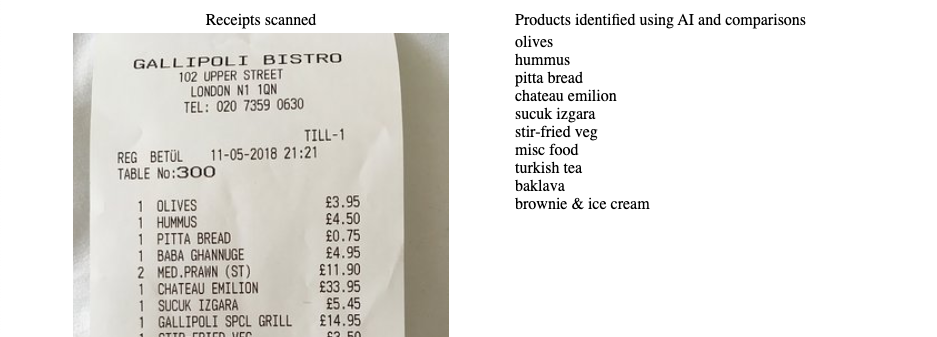 Receipts scanned
GALLIPOLI BISTRO
102 UPPER STREET
LONDON N1 1QN
TEL: 020 7359 0630
TILL-1
REG BETÜL 11-05-2018 21:21
TABLE No:300
1 OLIVES £3.95
1 HUMMUS £4.50
1 PITTA BREAD £0.75
1 BABA GHANNUGE £4.95
2 MED.PRAWN (ST) £11.90
1 CHATEAU EMILION £33.95
1 SUCUK IZGARA £5.45
1 GALLIPOLI SPCL GRILL £14.95
Products identified using AI and comparisons
olives
hummus
pitta bread
chateau emilion
sucuk izgara
stir-fried veg
misc food
turkish tea
baklava
brownie & ice cream